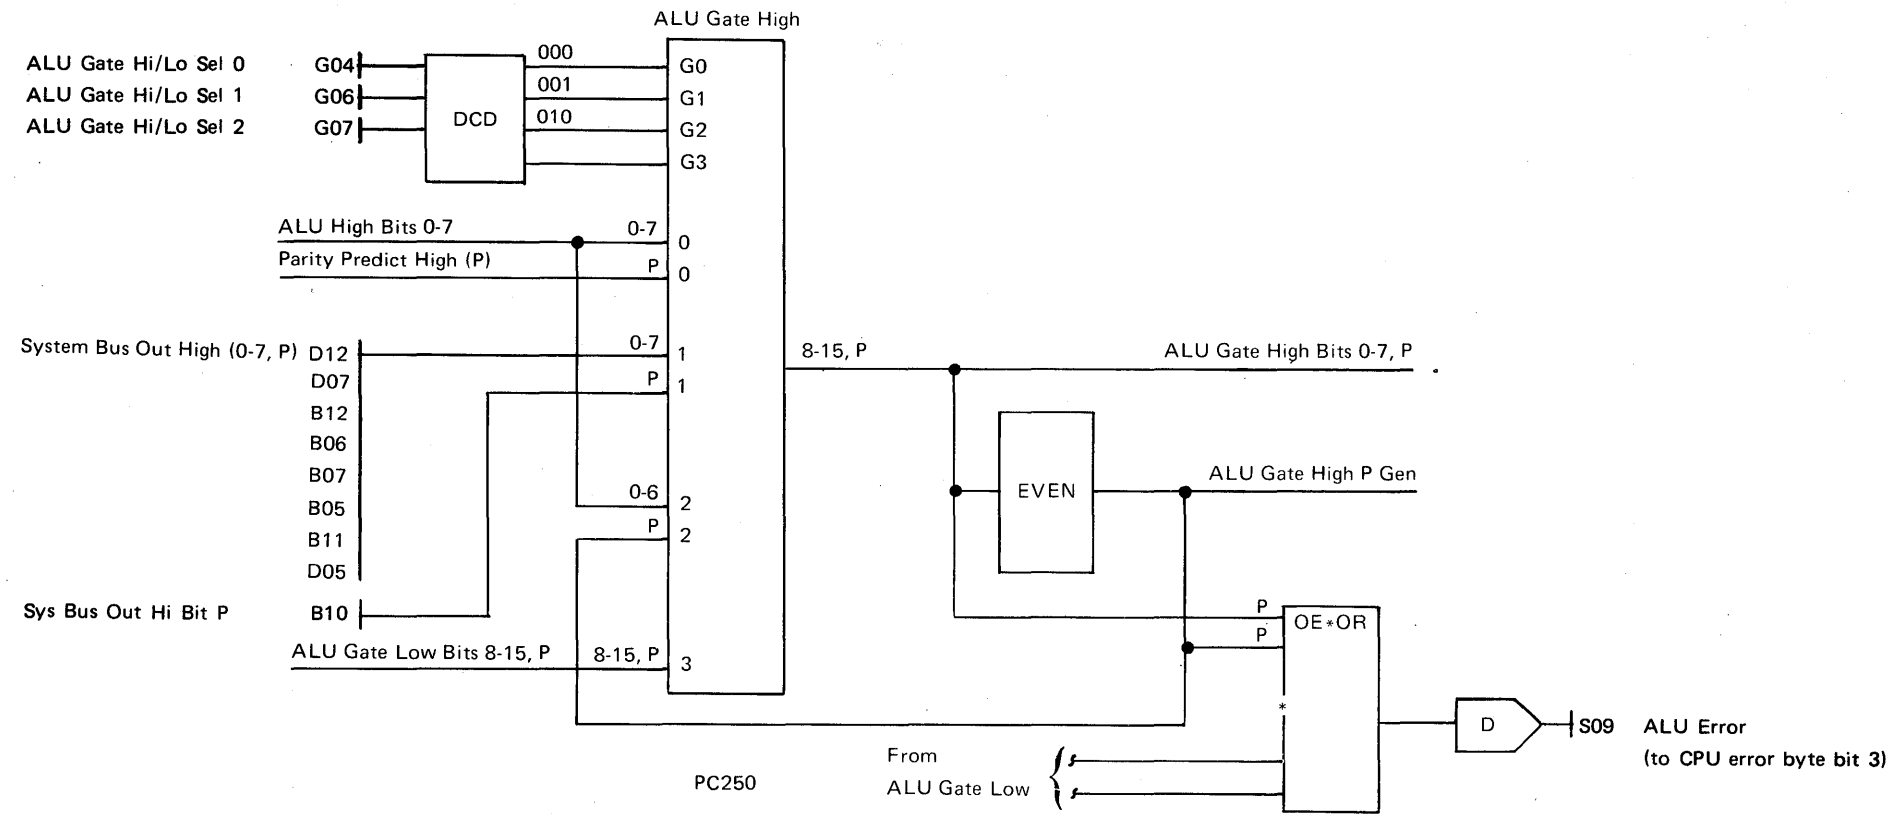 ALU Gate High
ALU Gate Hi/Lo Sel 0 G04
ALU Gate Hi/Lo Sel 1 G06
ALU Gate Hi/Lo Sel 2 G07
DCD
000
001
010
G0
G1
G2
G3
ALU High Bits 0-7
0-7
0
Parity Predict High (P)
P
0
System Bus Out High (0-7, P) D12
0-7
1
D07
P
1
B12
B06
B07
B05
B11
D05
0-6
2
P
2
Sys Bus Out Hi Bit P B10
ALU Gate Low Bits 8-15, P
8-15, P
3
8-15, P
ALU Gate High Bits 0-7, P
EVEN
ALU Gate High P Gen
P
P
OE*OR
*
From
ALU Gate Low
D
S09
ALU Error
(to CPU error byte bit 3)
PC250